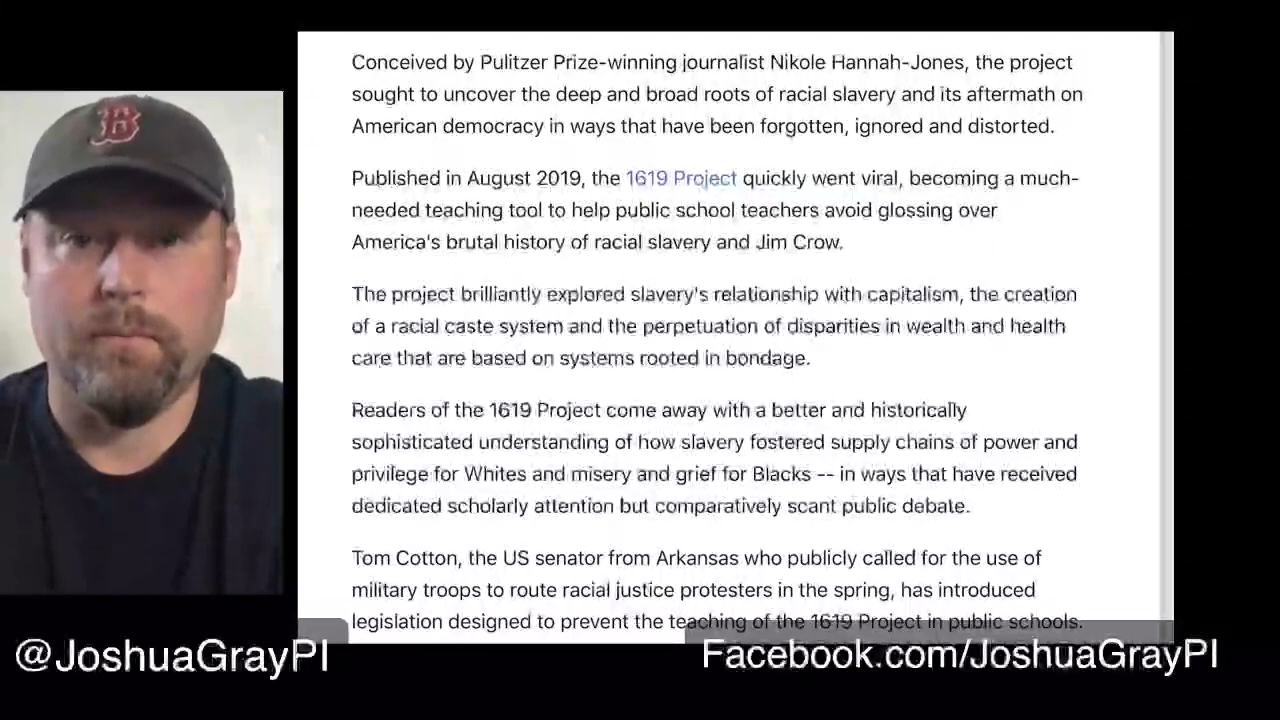 B
Conceived by Pulitzer Prize-winning journalist Nikole Hannah-Jones, the project
sought to uncover the deep and broad roots of racial slavery and its aftermath on
American democracy in ways that have been forgotten, ignored and distorted.
Published in August 2019, the 1619 Project quickly went viral, becoming a much-
needed teaching tool to help public school teachers avoid glossing over
America's brutal history of racial slavery and Jim Crow.
The project brilliantly explored slavery's relationship with capitalism, the creation
of a racial caste system and the perpetuation of disparities in wealth and health
care that are based on systems rooted in bondage.
Readers of the 1619 Project come away with a better and historically
sophisticated understanding of how slavery fostered supply chains of power and
privilege for Whites and misery and grief for Blacks -- in ways that have received
dedicated scholarly attention but comparatively scant public debate.
Tom Cotton, the US senator from Arkansas who publicly called for the use of
military troops to route racial justice protesters in the spring, has introduced
legislation designed to prevent the teaching of the 1619 Project in public schools.
@JoshuaGrayPI
Facebook.com/JoshuaGrayPI